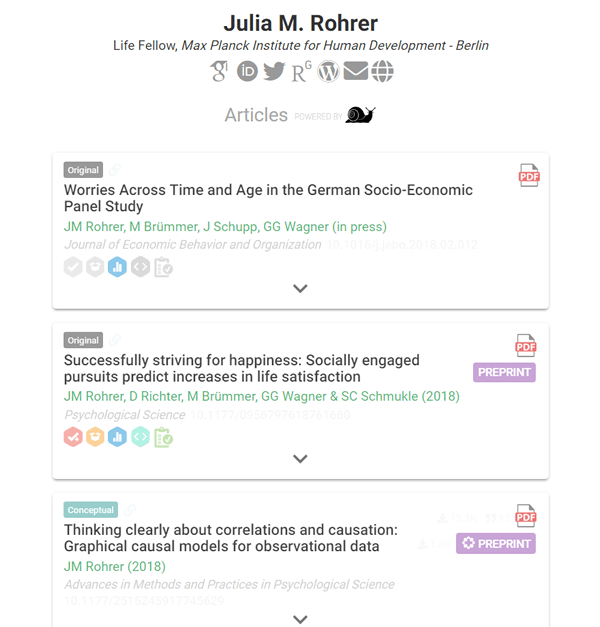 Julia M. Rohrer
Life Fellow, Max Planck Institute for Human Development - Berlin
Articles POWERED BY
Original
PDF
Worries Across Time and Age in the German Socio-Economic
Panel Study
JM Rohrer, M Brümmer, J Schupp, GG Wagner (in press)
Journal of Economic Behavior and Organization 10.1016/j.jebo.2018.02.012
Original
PDF
Successfully striving for happiness: Socially engaged
pursuits predict increases in life satisfaction
PREPRINT
JM Rohrer, D Richter, M Brümmer, GG Wagner & SC Schmukle (2018)
Psychological Science 10.1177/0956797618761660
Conceptual
PDF
Thinking clearly about correlations and causation:
Graphical causal models for observational data
PREPRINT
JM Rohrer (2018)
Advances in Methods and Practices in Psychological Science
10.1177/2515245917745629